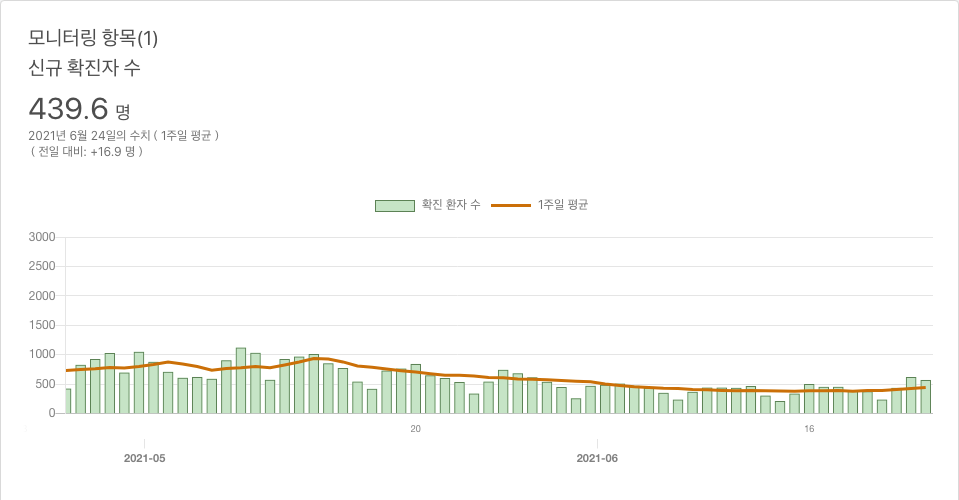 모니터링 항목(1)
신규 확진자 수
439.6 명
2021년 6월 24일의 수치 ( 1주일 평균 )
( 전일 대비: +16.9 명 )
확진 환자 수 1주일 평균
3000
2500
2000
1500
1000
500
0
20 16
2021-05 2021-06